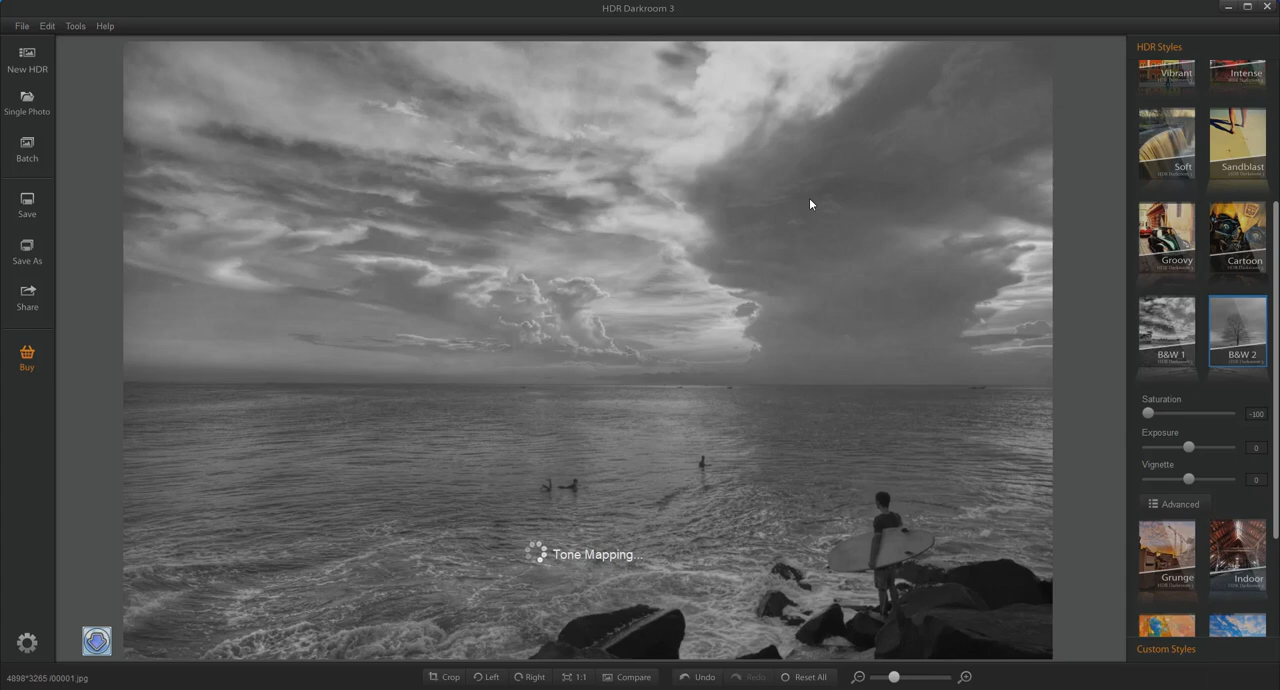 HDR Darkroom 3
File Edit Tools Help
New HDR
Single Photo
Batch
Save
Save As
Share
Buy
Tone Mapping...
HDR Styles
Vibrant Intense
Soft Sandblast
Groovy Cartoon
B&W 1 B&W 2
Saturation
-100
Exposure
0
Vignette
0
Advanced
Grunge Indoor
Custom Styles
4898*3265 /00001.jpg
Crop Left Right 1:1 Compare Undo Redo Reset All